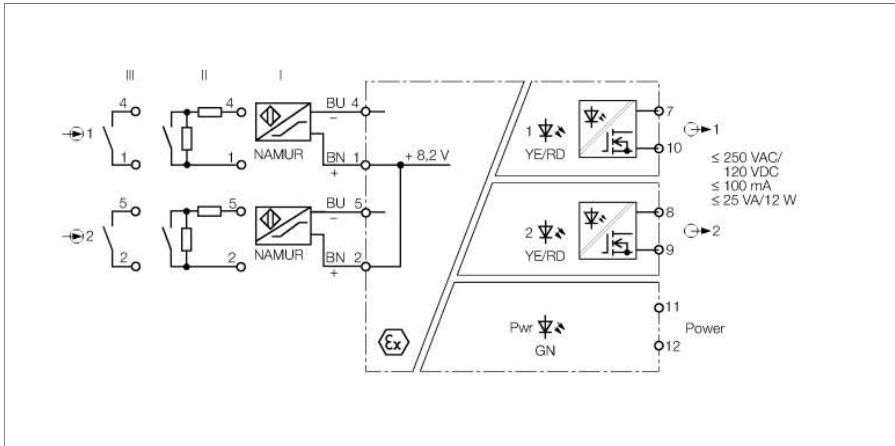 III II I
4 4 BU 4
−
1
1 1 NAMUR BN 1
+
+ 8,2 V
5 5 BU 5
−
2
2 2 NAMUR BN 2
+
1
YE/RD
7
10
1
≤ 250 VAC/
120 VDC
≤ 100 mA
≤ 25 VA/12 W
2
YE/RD
8
9
2
Pwr
GN
11
12
Power
Ex